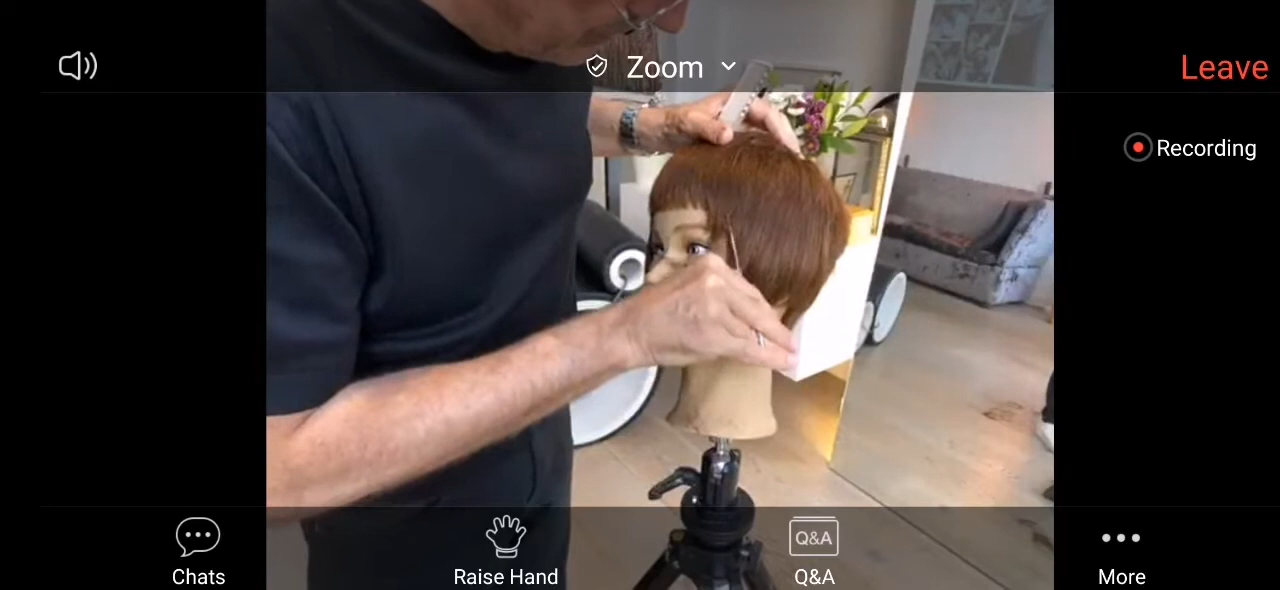 Zoom
Leave
Recording
Chats
Raise Hand
Q&A
Q&A
More